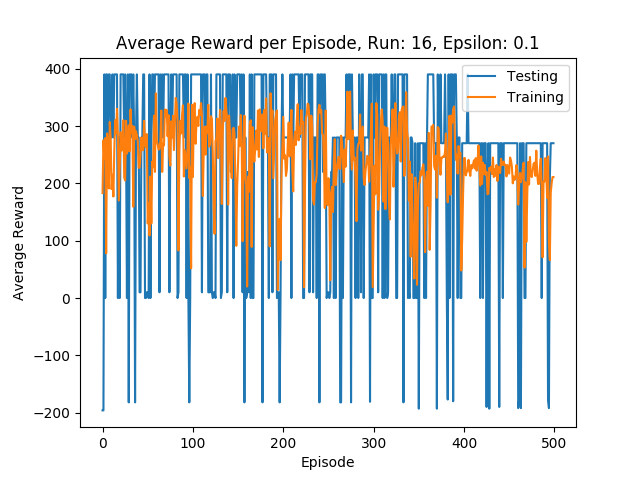 Average Reward per Episode, Run: 16, Epsilon: 0.1
Testing
Training
Average Reward
400
300
200
100
0
−100
−200
0
100
200
300
400
500
Episode